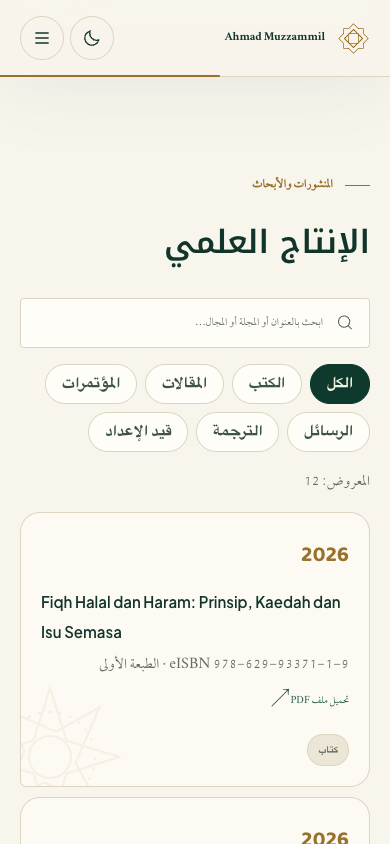 Ahmad Muzzammil
المنشورات والأبحاث
الإنتاج العلمي
ابحث بالعنوان أو المجلة أو المجال...
الكل
الكتب
المقالات
المؤتمرات
الرسائل
الترجمة
قيد الإعداد
المعروض: 12
2026
Fiqh Halal dan Haram: Prinsip, Kaedah dan
Isu Semasa
eISBN 978-629-93371-1-9 · الطبعة الأولى
تحميل ملف PDF
كتاب
2026